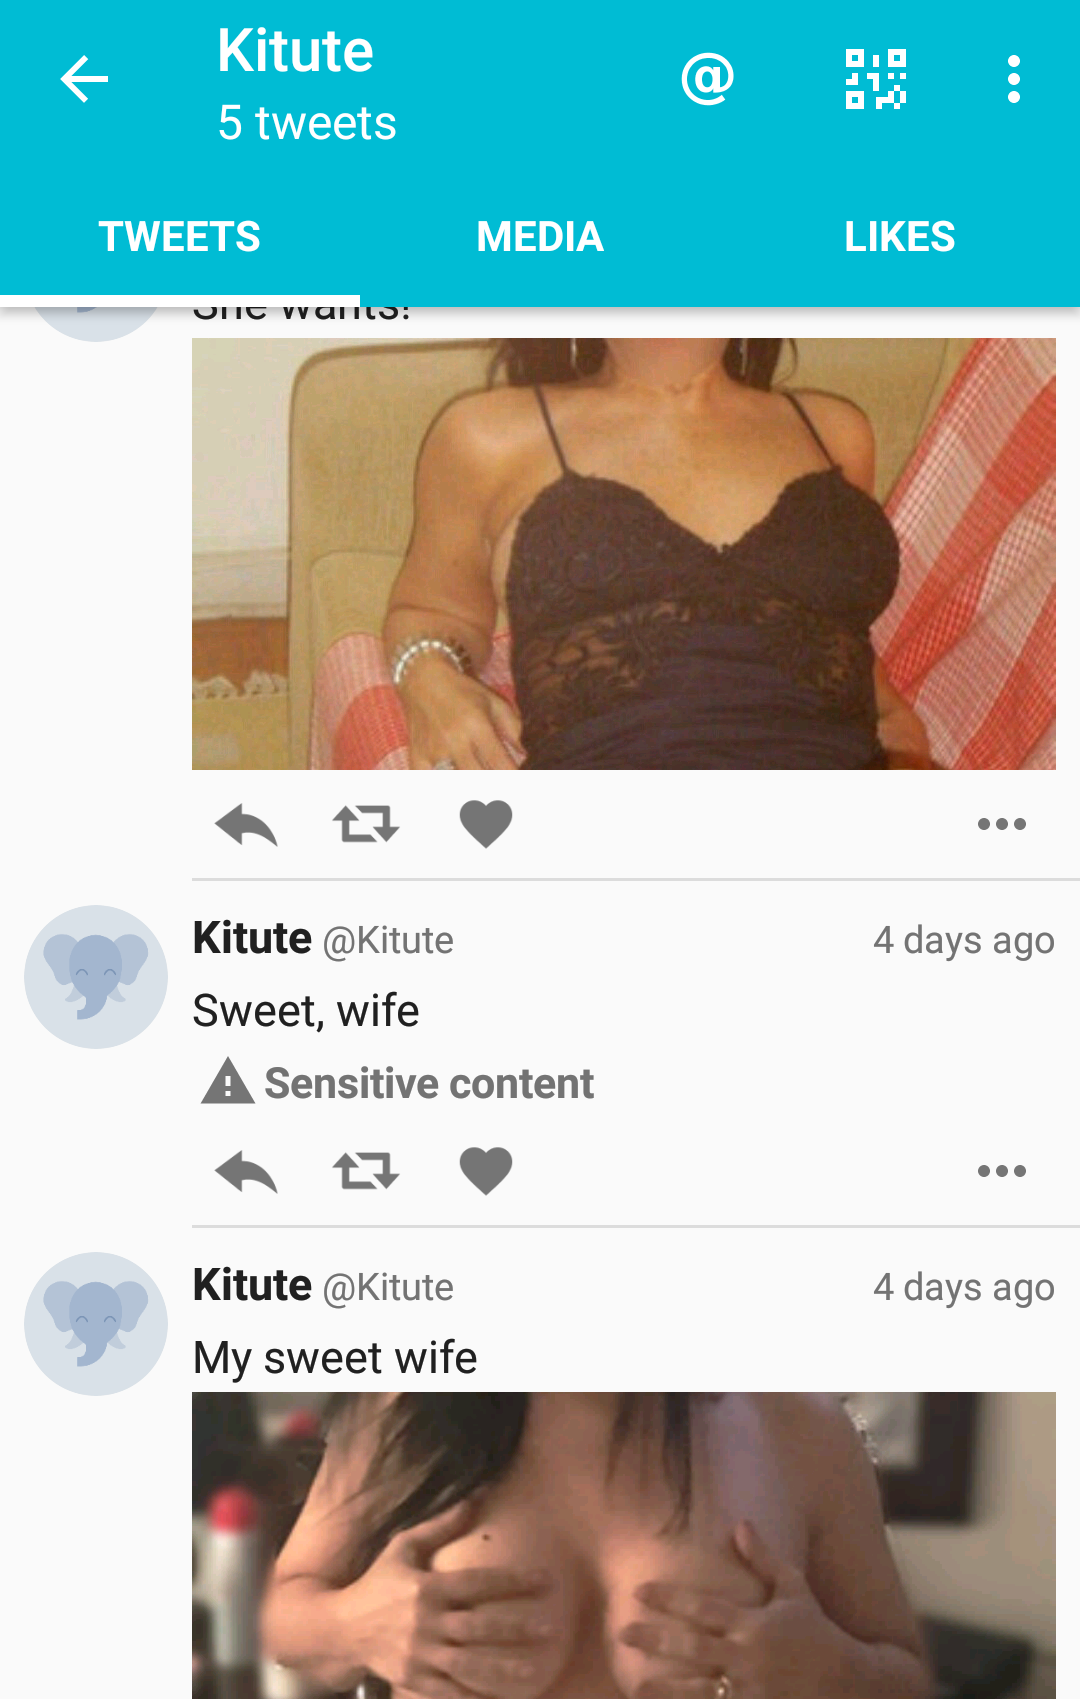 Kitute
5 tweets
@
TWEETS MEDIA LIKES
She wants!
Kitute @Kitute 4 days ago
Sweet, wife
Sensitive content
Kitute @Kitute 4 days ago
My sweet wife